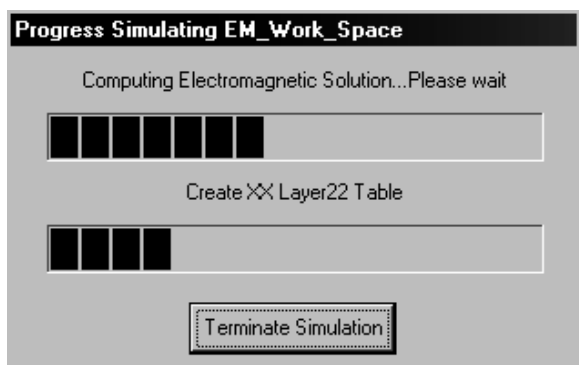 Progress Simulating EM_Work_Space
Computing Electromagnetic Solution...Please wait
Create XX Layer22 Table
Terminate Simulation